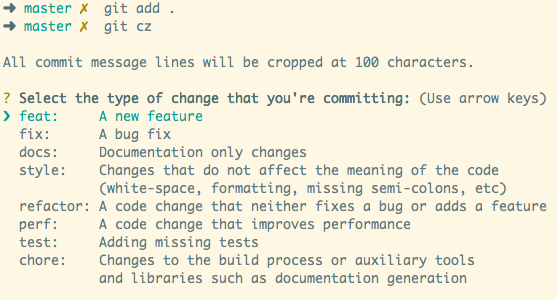 ➜ master ✗ git add .
➜ master ✗ git cz
All commit message lines will be cropped at 100 characters.
? Select the type of change that you're committing: (Use arrow keys)
❯ feat: A new feature
fix: A bug fix
docs: Documentation only changes
style: Changes that do not affect the meaning of the code
(white-space, formatting, missing semi-colons, etc)
refactor: A code change that neither fixes a bug or adds a feature
perf: A code change that improves performance
test: Adding missing tests
chore: Changes to the build process or auxiliary tools
and libraries such as documentation generation